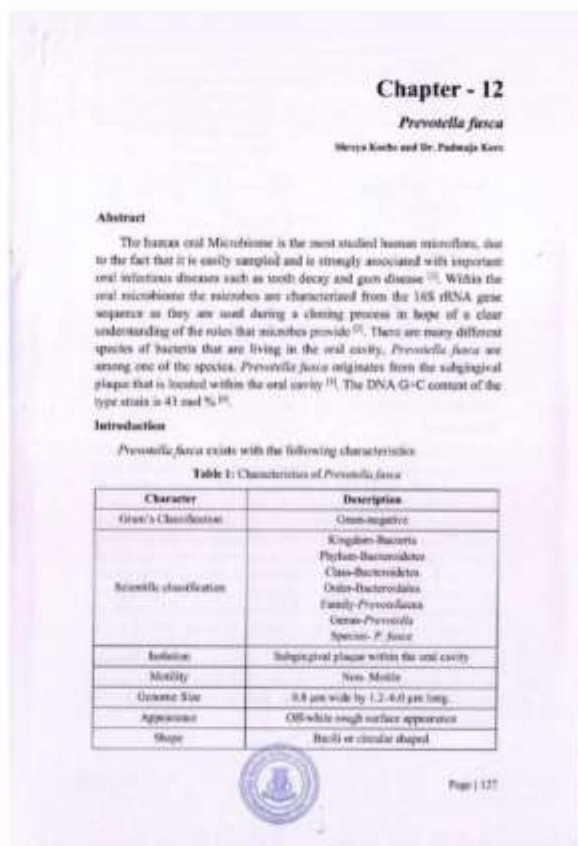 Chapter - 12
Prevotella fusca
Shreya Kochi and Dr. Padmaja Kore
Abstract
The human oral Microbiome is the most studied human microflora, due
to the fact that it is easily sampled and is strongly associated with important
oral infectious diseases such as tooth decay and gum disease [1]. Within the
oral microbiome the microbes are characterized from the 16S rRNA gene
sequence as they are used during a cloning process in hope of a clear
understanding of the roles that microbes provide [2]. There are many different
species of bacteria that are living in the oral cavity, Prevotella fusca are
among one of the species. Prevotella fusca originates from the subgingival
plaque that is located within the oral cavity [3]. The DNA G+C content of the
type strain is 43 mol %
Introduction
Prevotella fusca exists with the following characteristics
Table 1: Characteristics of Prevotella fusca
Character Description
Gram's Classification Gram-negative
Kingdom-Bacteria
Phylum-Bacteroidetes
Class-Bacteroidetes
Scientific classification Order-Bacteroidales
Family-Prevotellacea
Genus-Prevotella
Species- P. fusca
Isolation Subgingival plaque within the oral cavity
Motility Non- Motile
Genome Size 0.8 μm wide by 1.2-4.0 μm long.
Appearance Off-white rough surface appearance
Shape Bacili or circular shaped
Page | 127